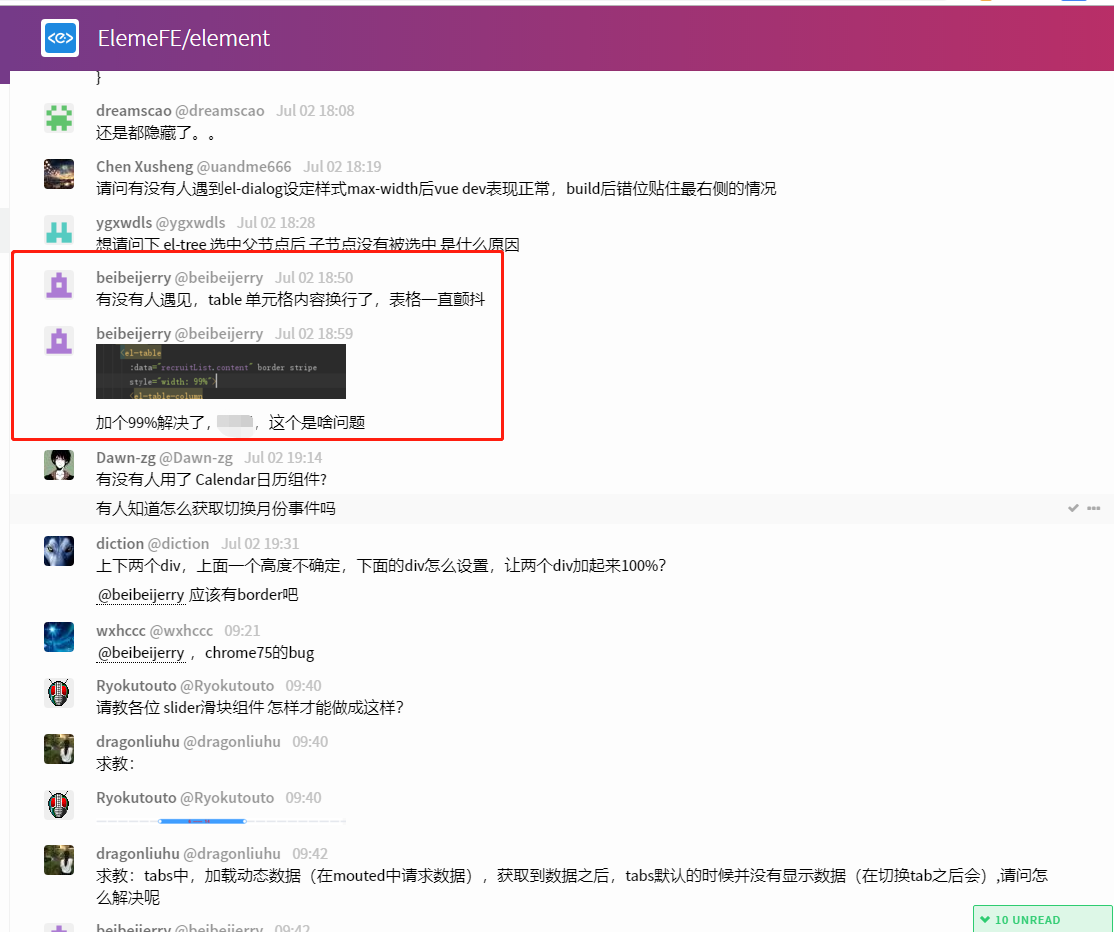 ElemeFE/element
}
dreamscao @dreamscao Jul 02 18:08
还是都隐藏了。。
Chen Xusheng @uandme666 Jul 02 18:19
请问有没有人遇到el-dialog设定样式max-width后vue dev表现正常，build后错位贴住最右侧的情况
ygxwdls @ygxwdls Jul 02 18:28
想请问下 el-tree 选中父节点后 子节点没有被选中 是什么原因
beibeijerry @beibeijerry Jul 02 18:50
有没有人遇见，table 单元格内容换行了，表格一直颤抖
beibeijerry @beibeijerry Jul 02 18:59
<el-table
:data="recruitList.content" border stripe
style="width: 99%">
<el-table-column
加个99%解决了，，这个是啥问题
Dawn-zg @Dawn-zg Jul 02 19:14
有没有人用了 Calendar日历组件?
有人知道怎么获取切换月份事件吗
diction @diction Jul 02 19:31
上下两个div，上面一个高度不确定，下面的div怎么设置，让两个div加起来100%?
@beibeijerry 应该有border吧
wxhccc @wxhccc 09:21
@beibeijerry ，chrome75的bug
Ryokutouto @Ryokutouto 09:40
请教各位 slider滑块组件 怎样才能做成这样？
dragonliuhu @dragonliuhu 09:40
求教：
Ryokutouto @Ryokutouto 09:40
dragonliuhu @dragonliuhu 09:42
求教：tabs中，加载动态数据（在mouted中请求数据），获取到数据之后，tabs默认的时候并没有显示数据（在切换tab之后会）,请问怎
么解决呢
beibeijerry @beibeijerry 09:42
10 UNREAD